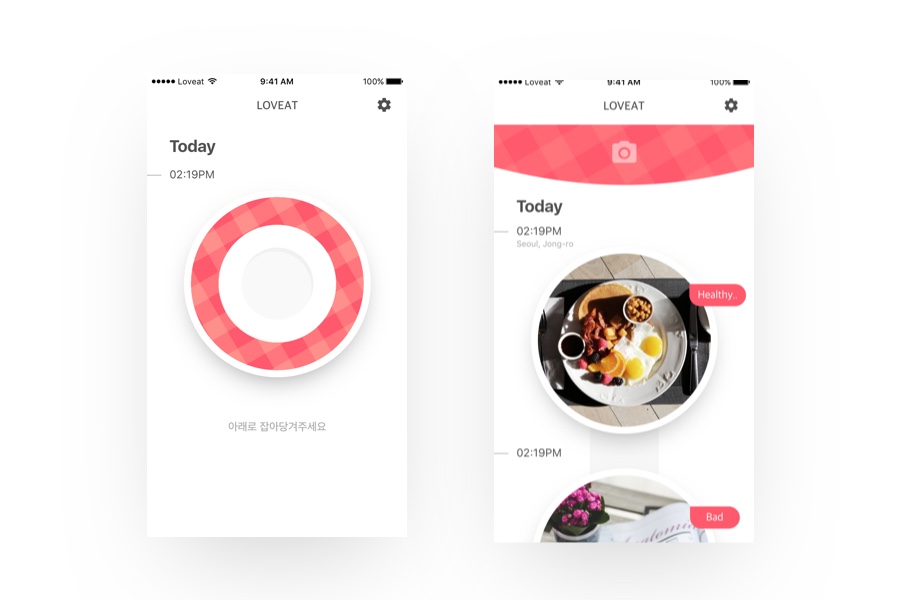 Loveat
9:41 AM
100%
LOVEAT
Today
02:19PM
아래로 잡아당겨주세요
Loveat
9:41 AM
100%
LOVEAT
Today
02:19PM
Seoul, Jong-ro
Healthy..
02:19PM
Bad